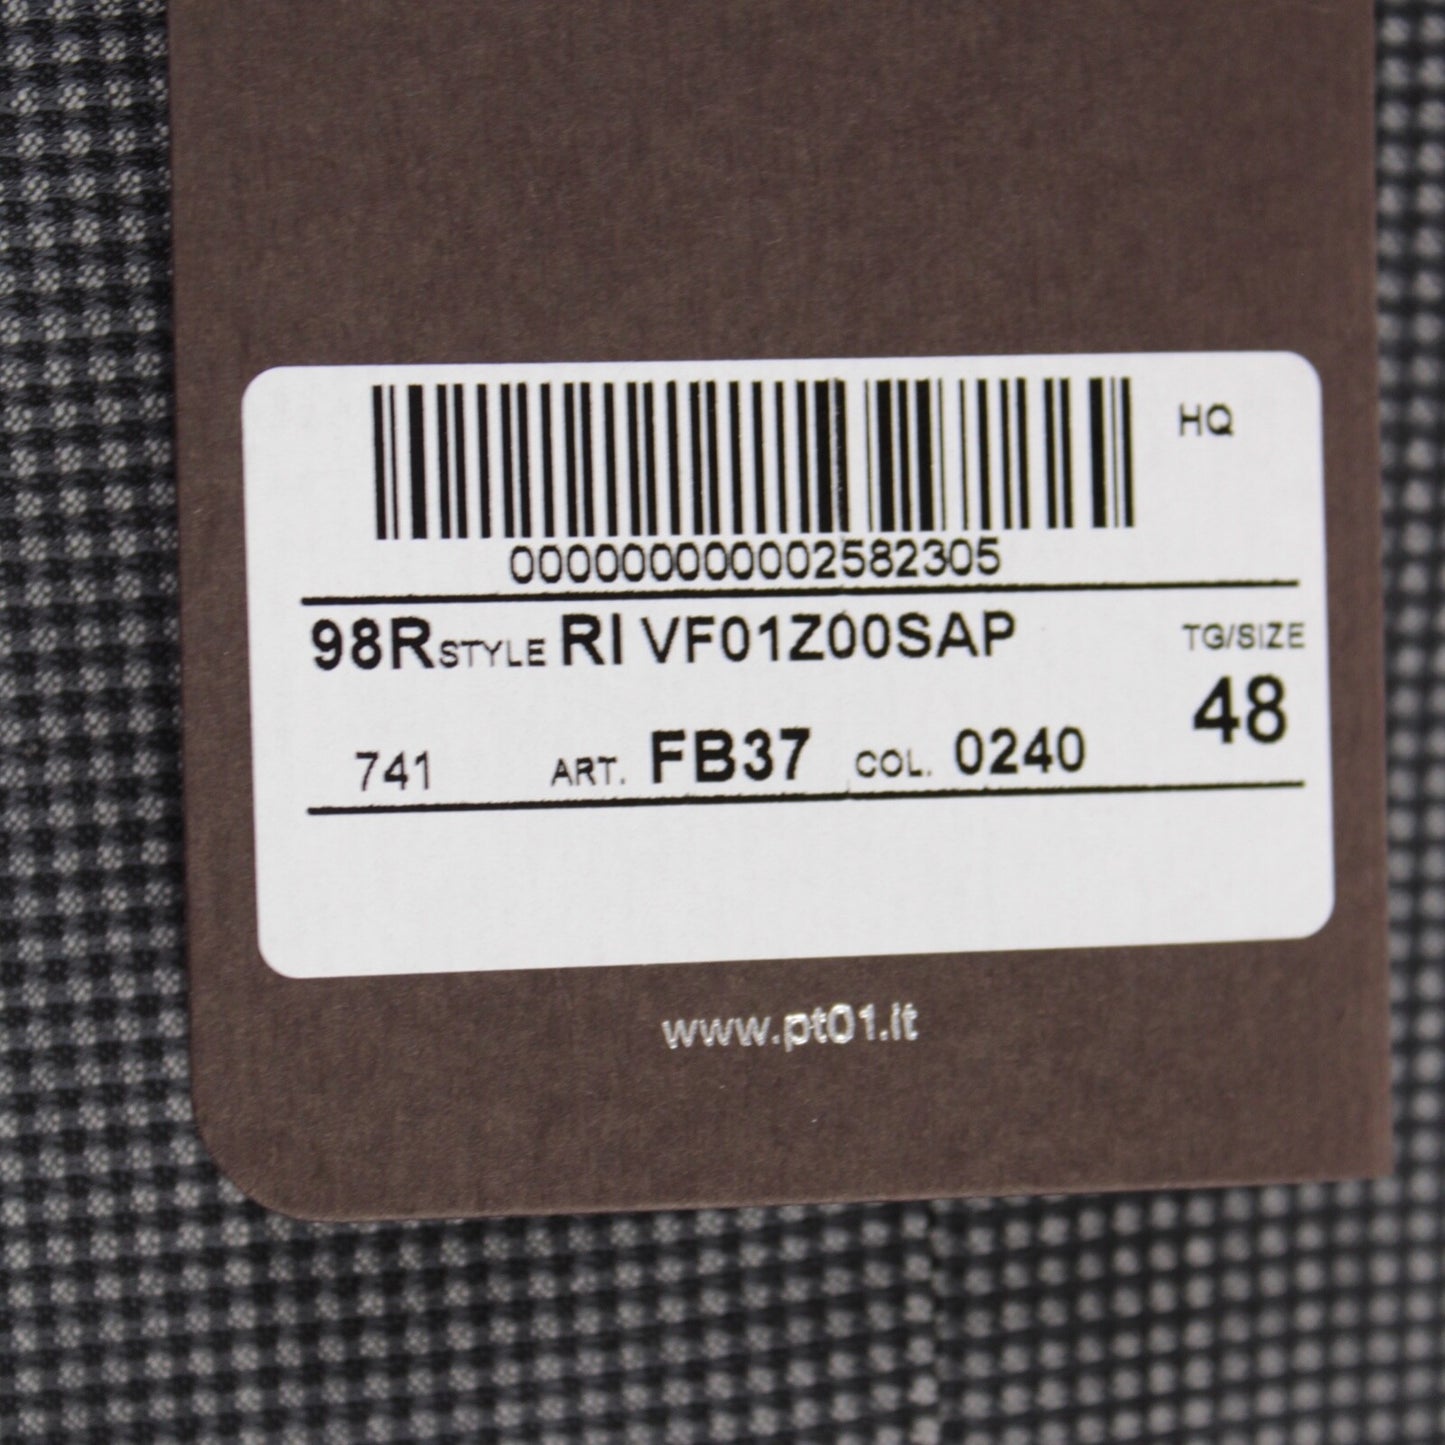 HQ
000000000002582305
98R STYLE RI VF01Z00SAP TG/SIZE
48
741 ART. FB37 COL. 0240
www.pt01.it